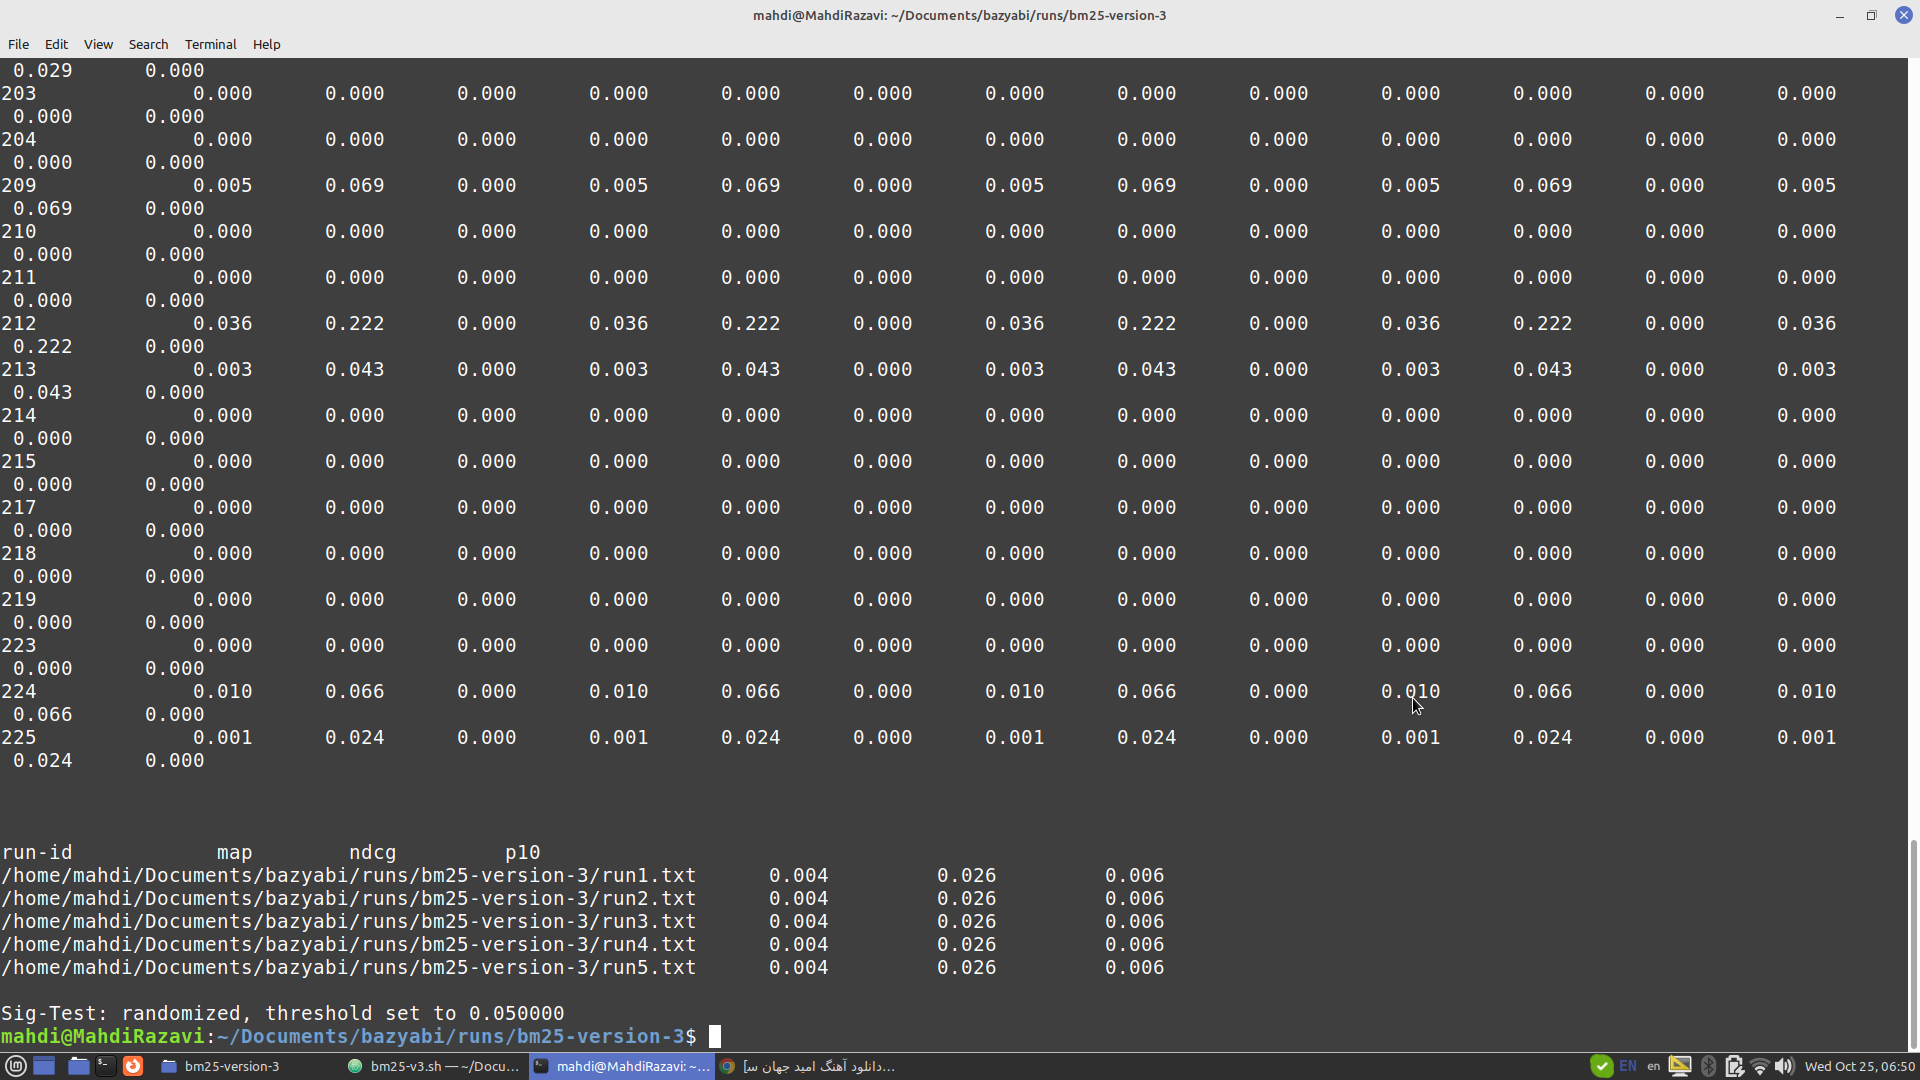 mahdi@MahdiRazavi: ~/Documents/bazyabi/runs/bm25-version-3
File Edit View Search Terminal Help
0.029 0.000
203 0.000 0.000 0.000 0.000 0.000 0.000 0.000 0.000 0.000 0.000 0.000 0.000 0.000
0.000 0.000
204 0.000 0.000 0.000 0.000 0.000 0.000 0.000 0.000 0.000 0.000 0.000 0.000 0.000
0.000 0.000
209 0.005 0.069 0.000 0.005 0.069 0.000 0.005 0.069 0.000 0.005 0.069 0.000 0.005
0.069 0.000
210 0.000 0.000 0.000 0.000 0.000 0.000 0.000 0.000 0.000 0.000 0.000 0.000 0.000
0.000 0.000
211 0.000 0.000 0.000 0.000 0.000 0.000 0.000 0.000 0.000 0.000 0.000 0.000 0.000
0.000 0.000
212 0.036 0.222 0.000 0.036 0.222 0.000 0.036 0.222 0.000 0.036 0.222 0.000 0.036
0.222 0.000
213 0.003 0.043 0.000 0.003 0.043 0.000 0.003 0.043 0.000 0.003 0.043 0.000 0.003
0.043 0.000
214 0.000 0.000 0.000 0.000 0.000 0.000 0.000 0.000 0.000 0.000 0.000 0.000 0.000
0.000 0.000
215 0.000 0.000 0.000 0.000 0.000 0.000 0.000 0.000 0.000 0.000 0.000 0.000 0.000
0.000 0.000
217 0.000 0.000 0.000 0.000 0.000 0.000 0.000 0.000 0.000 0.000 0.000 0.000 0.000
0.000 0.000
218 0.000 0.000 0.000 0.000 0.000 0.000 0.000 0.000 0.000 0.000 0.000 0.000 0.000
0.000 0.000
219 0.000 0.000 0.000 0.000 0.000 0.000 0.000 0.000 0.000 0.000 0.000 0.000 0.000
0.000 0.000
223 0.000 0.000 0.000 0.000 0.000 0.000 0.000 0.000 0.000 0.000 0.000 0.000 0.000
0.000 0.000
224 0.010 0.066 0.000 0.010 0.066 0.000 0.010 0.066 0.000 0.010 0.066 0.000 0.010
0.066 0.000
225 0.001 0.024 0.000 0.001 0.024 0.000 0.001 0.024 0.000 0.001 0.024 0.000 0.001
0.024 0.000
run-id map ndcg p10
/home/mahdi/Documents/bazyabi/runs/bm25-version-3/run1.txt 0.004 0.026 0.006
/home/mahdi/Documents/bazyabi/runs/bm25-version-3/run2.txt 0.004 0.026 0.006
/home/mahdi/Documents/bazyabi/runs/bm25-version-3/run3.txt 0.004 0.026 0.006
/home/mahdi/Documents/bazyabi/runs/bm25-version-3/run4.txt 0.004 0.026 0.006
/home/mahdi/Documents/bazyabi/runs/bm25-version-3/run5.txt 0.004 0.026 0.006
Sig-Test: randomized, threshold set to 0.050000
mahdi@MahdiRazavi:~/Documents/bazyabi/runs/bm25-version-3$
bm25-version-3 bm25-v3.sh — ~/Docu... mahdi@MahdiRazavi: ~... [دانلود آهنگ امید جهان س... EN en Wed Oct 25, 06:50